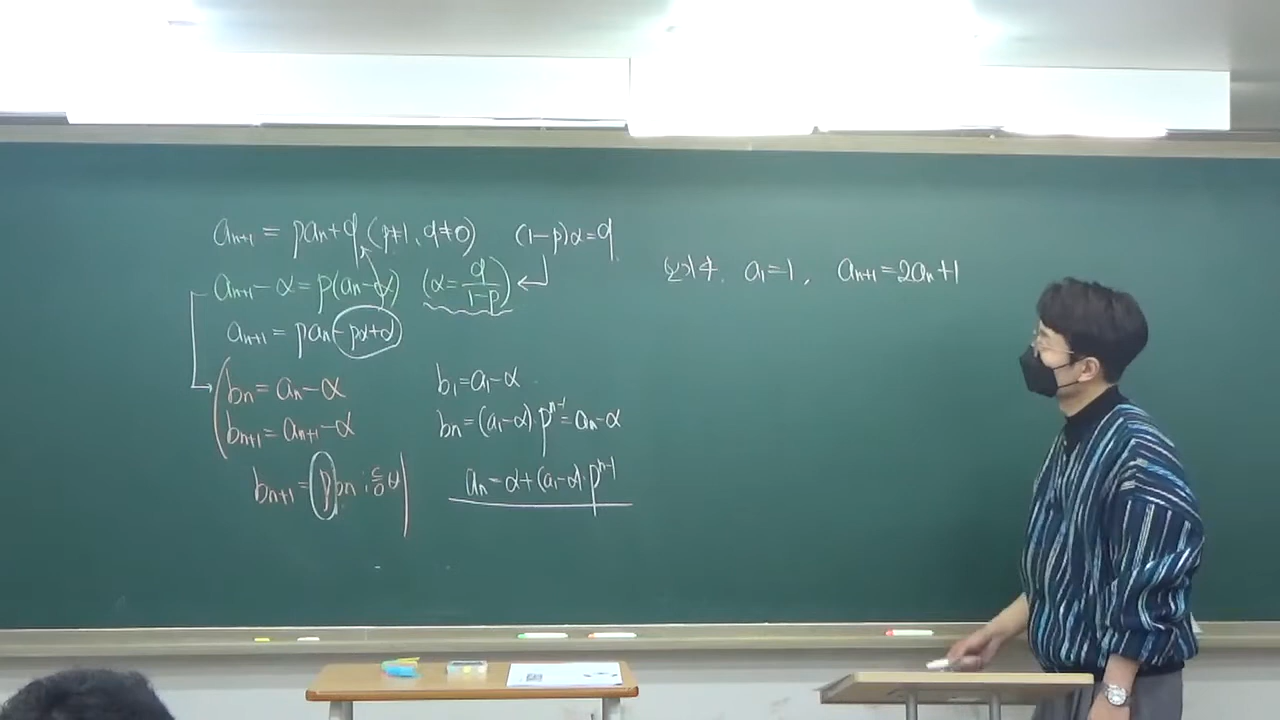 aₙ₊₁ = paₙ+q (p≠1, q≠0) (1-p)α=q
aₙ₊₁-α = p(aₙ-α) (α=q/(1-p))
aₙ₊₁ = paₙ-pα+α
bₙ = aₙ-α
bₙ₊₁ = aₙ₊₁-α
bₙ₊₁ = pbₙ :
b₁=a₁-α
bₙ=(a₁-α)·pⁿ⁻¹=aₙ-α
aₙ=α+(a₁-α)·pⁿ⁻¹
a₁=1, aₙ₊₁=2aₙ+1